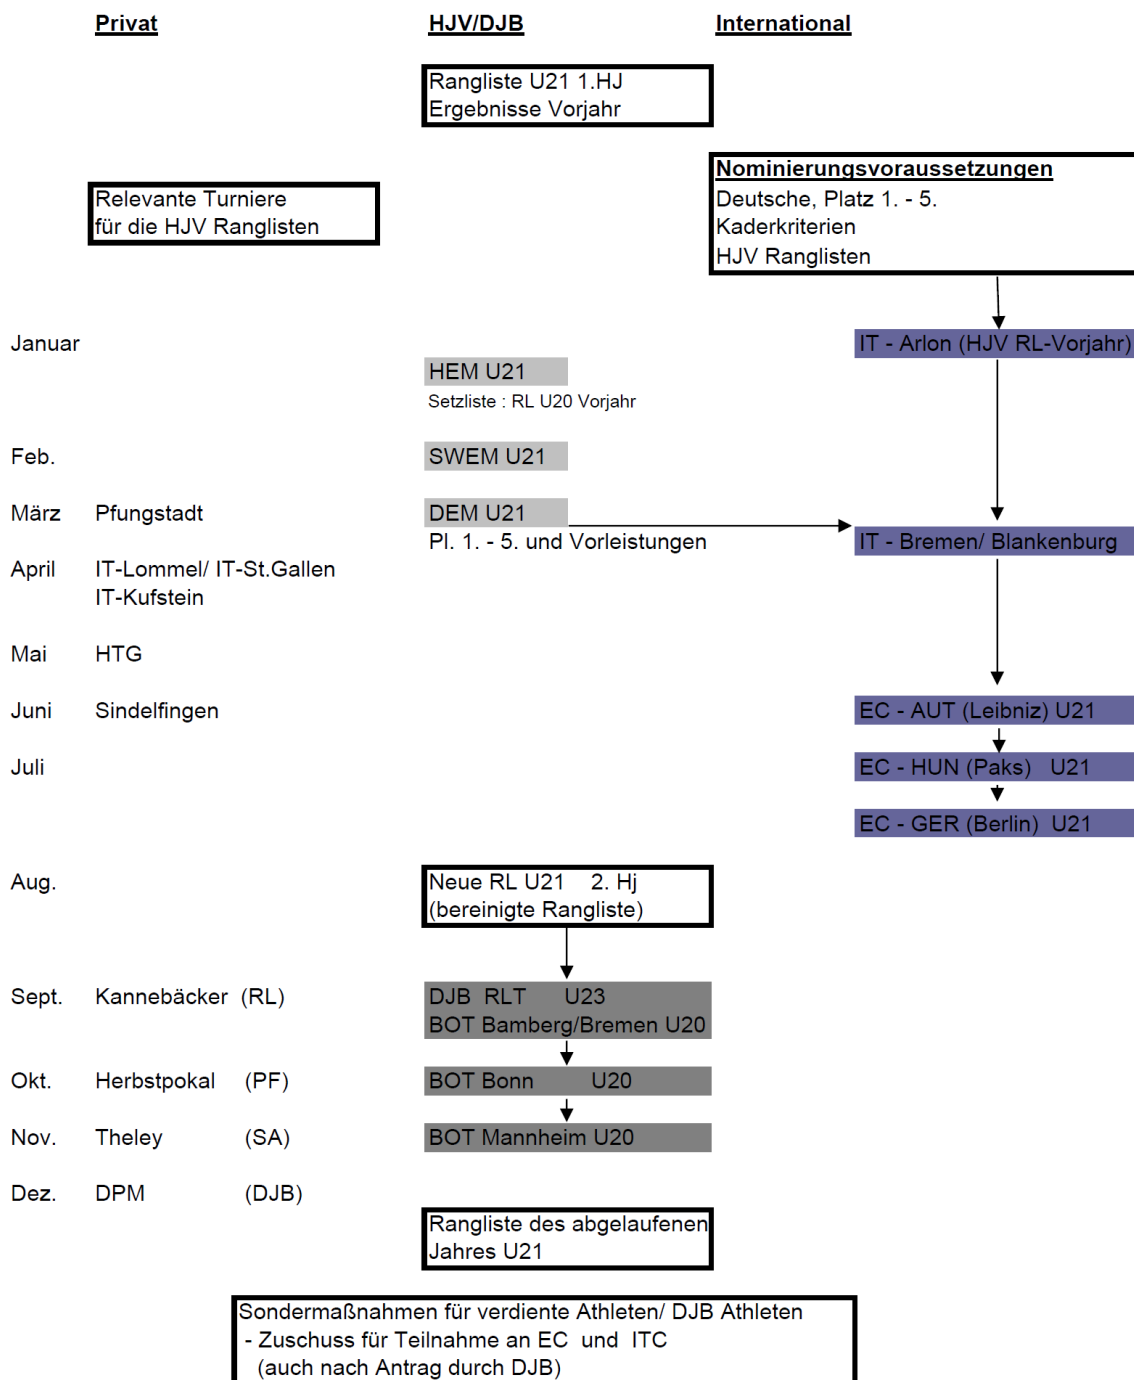 Privat HJV/DJB International
Rangliste U21 1.HJ
Ergebnisse Vorjahr
Nominierungsvoraussetzungen
Relevante Turniere Deutsche, Platz 1. - 5.
für die HJV Ranglisten Kaderkriterien
HJV Ranglisten
Januar IT - Arlon (HJV RL-Vorjahr)
HEM U21
Setzliste : RL U20 Vorjahr
Feb. SWEM U21
März Pfungstadt DEM U21
Pl. 1. - 5. und Vorleistungen IT - Bremen/ Blankenburg
April IT-Lommel/ IT-St.Gallen
IT-Kufstein
Mai HTG
Juni Sindelfingen EC - AUT (Leibniz) U21
Juli EC - HUN (Paks) U21
EC - GER (Berlin) U21
Aug. Neue RL U21 2. Hj
(bereinigte Rangliste)
Sept. Kannebäcker (RL) DJB RLT U23
BOT Bamberg/Bremen U20
Okt. Herbstpokal (PF) BOT Bonn U20
Nov. Theley (SA) BOT Mannheim U20
Dez. DPM (DJB)
Rangliste des abgelaufenen
Jahres U21
Sondermaßnahmen für verdiente Athleten/ DJB Athleten
- Zuschuss für Teilnahme an EC und ITC
(auch nach Antrag durch DJB)